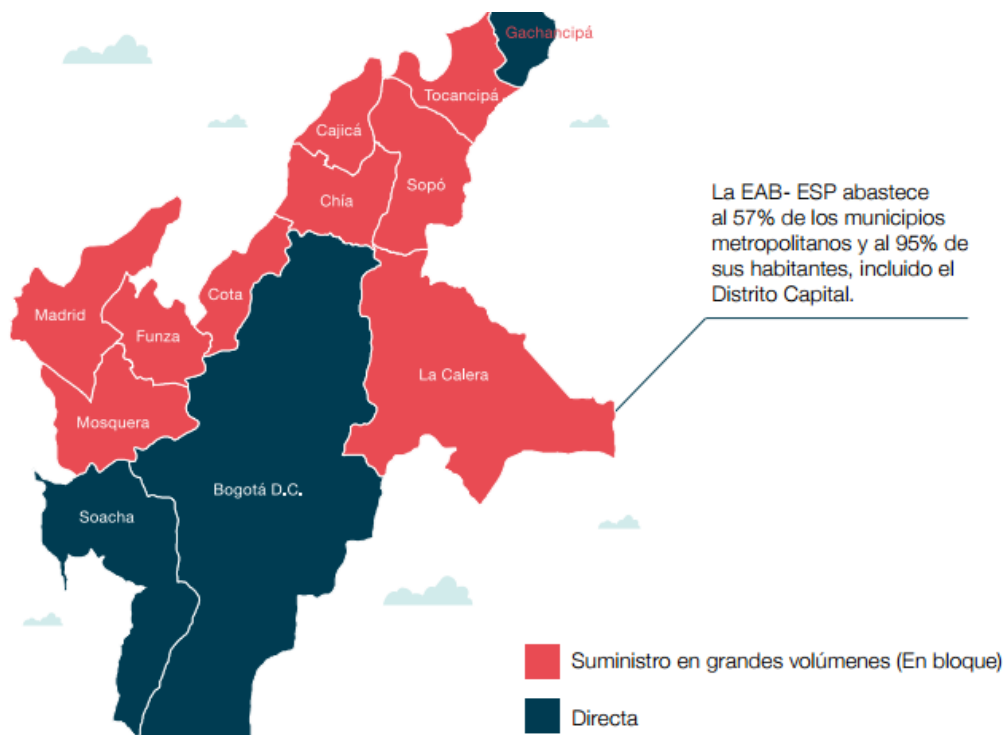 Gachancipá
Tocancipá
Cajicá
Sopó
Chía
La EAB- ESP abastece
al 57% de los municipios
metropolitanos y al 95% de
sus habitantes, incluido el
Distrito Capital.
Cota
Madrid
Funza
La Calera
Mosquera
Bogotá D.C.
Soacha
Suministro en grandes volúmenes (En bloque)
Directa